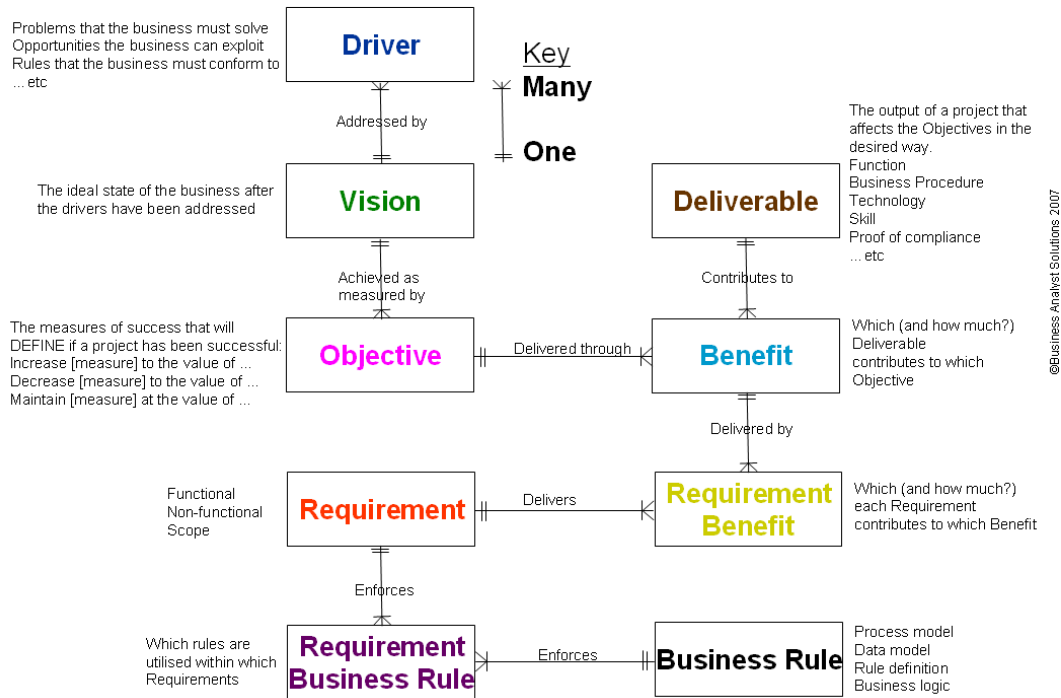 Problems that the business must solve
Opportunities the business can exploit
Rules that the business must conform to
... etc
Driver
Key
Many
One
Addressed by
The ideal state of the business after
the drivers have been addressed
Vision
Deliverable
The output of a project that
affects the Objectives in the
desired way.
Function
Business Procedure
Technology
Skill
Proof of compliance
... etc
©Business Analyst Solutions 2007
Achieved as
measured by
Contributes to
The measures of success that will
DEFINE if a project has been successful:
Increase [measure] to the value of ...
Decrease [measure] to the value of ...
Maintain [measure] at the value of ...
Objective
Delivered through
Benefit
Which (and how much?)
Deliverable
contributes to which
Objective
Delivered by
Functional
Non-functional
Scope
Requirement
Delivers
Requirement
Benefit
Which (and how much?)
each Requirement
contributes to which Benefit
Enforces
Which rules are
utilised within which
Requirements
Requirement
Business Rule
Enforces
Business Rule
Process model
Data model
Rule definition
Business logic